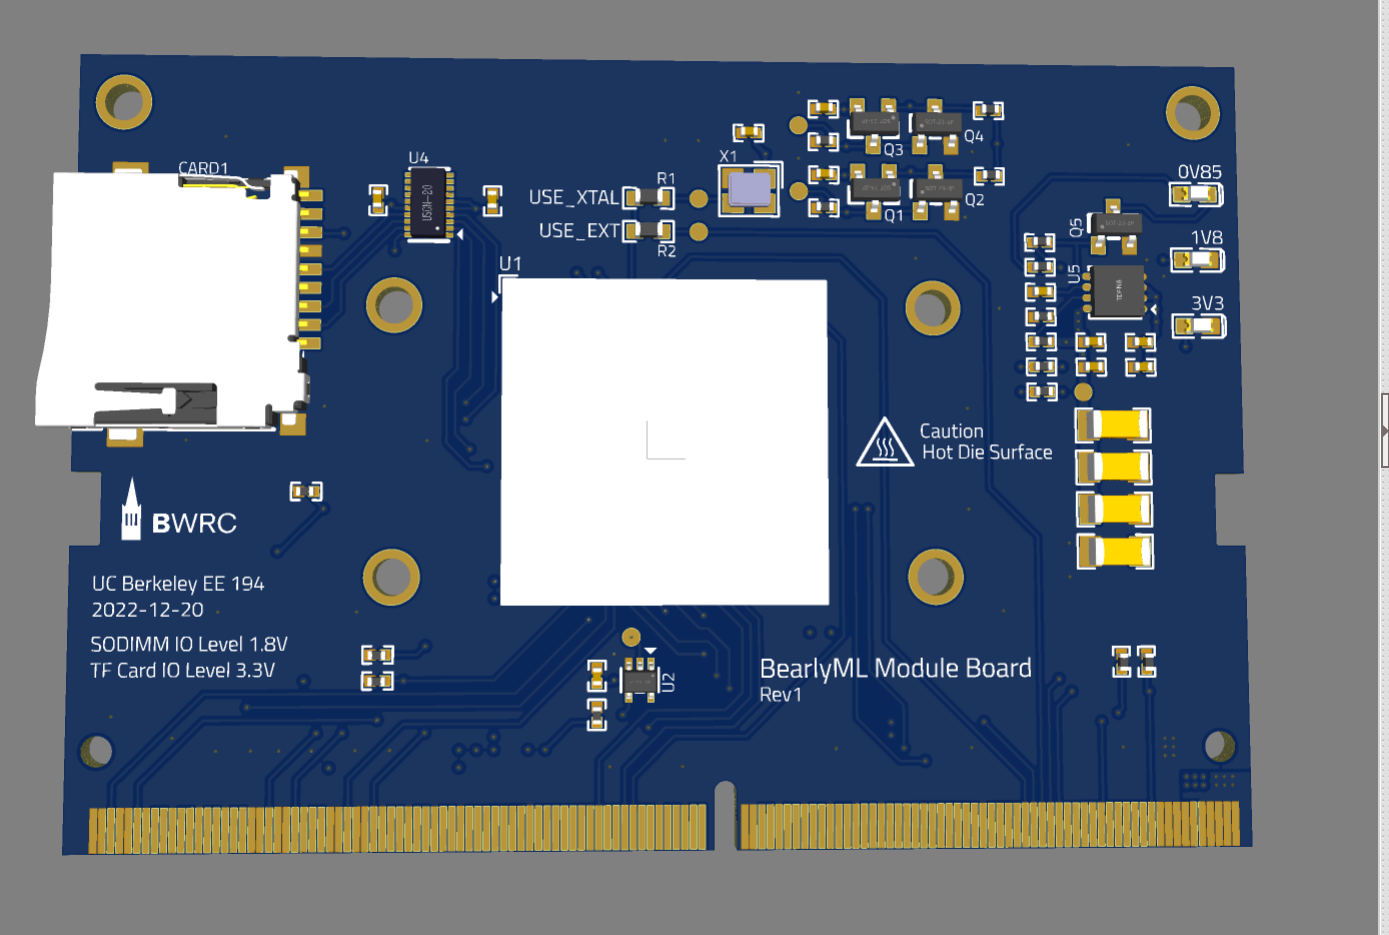 CARD1
U4
X1
R1
USE_XTAL
USE_EXT
R2
Q3
Q4
Q1
Q2
0V85
Q5
1V8
U5
3V3
U1
Caution
Hot Die Surface
BWRC
UC Berkeley EE 194
2022-12-20
SODIMM IO Level 1.8V
TF Card IO Level 3.3V
U2
BearlyML Module Board
Rev1